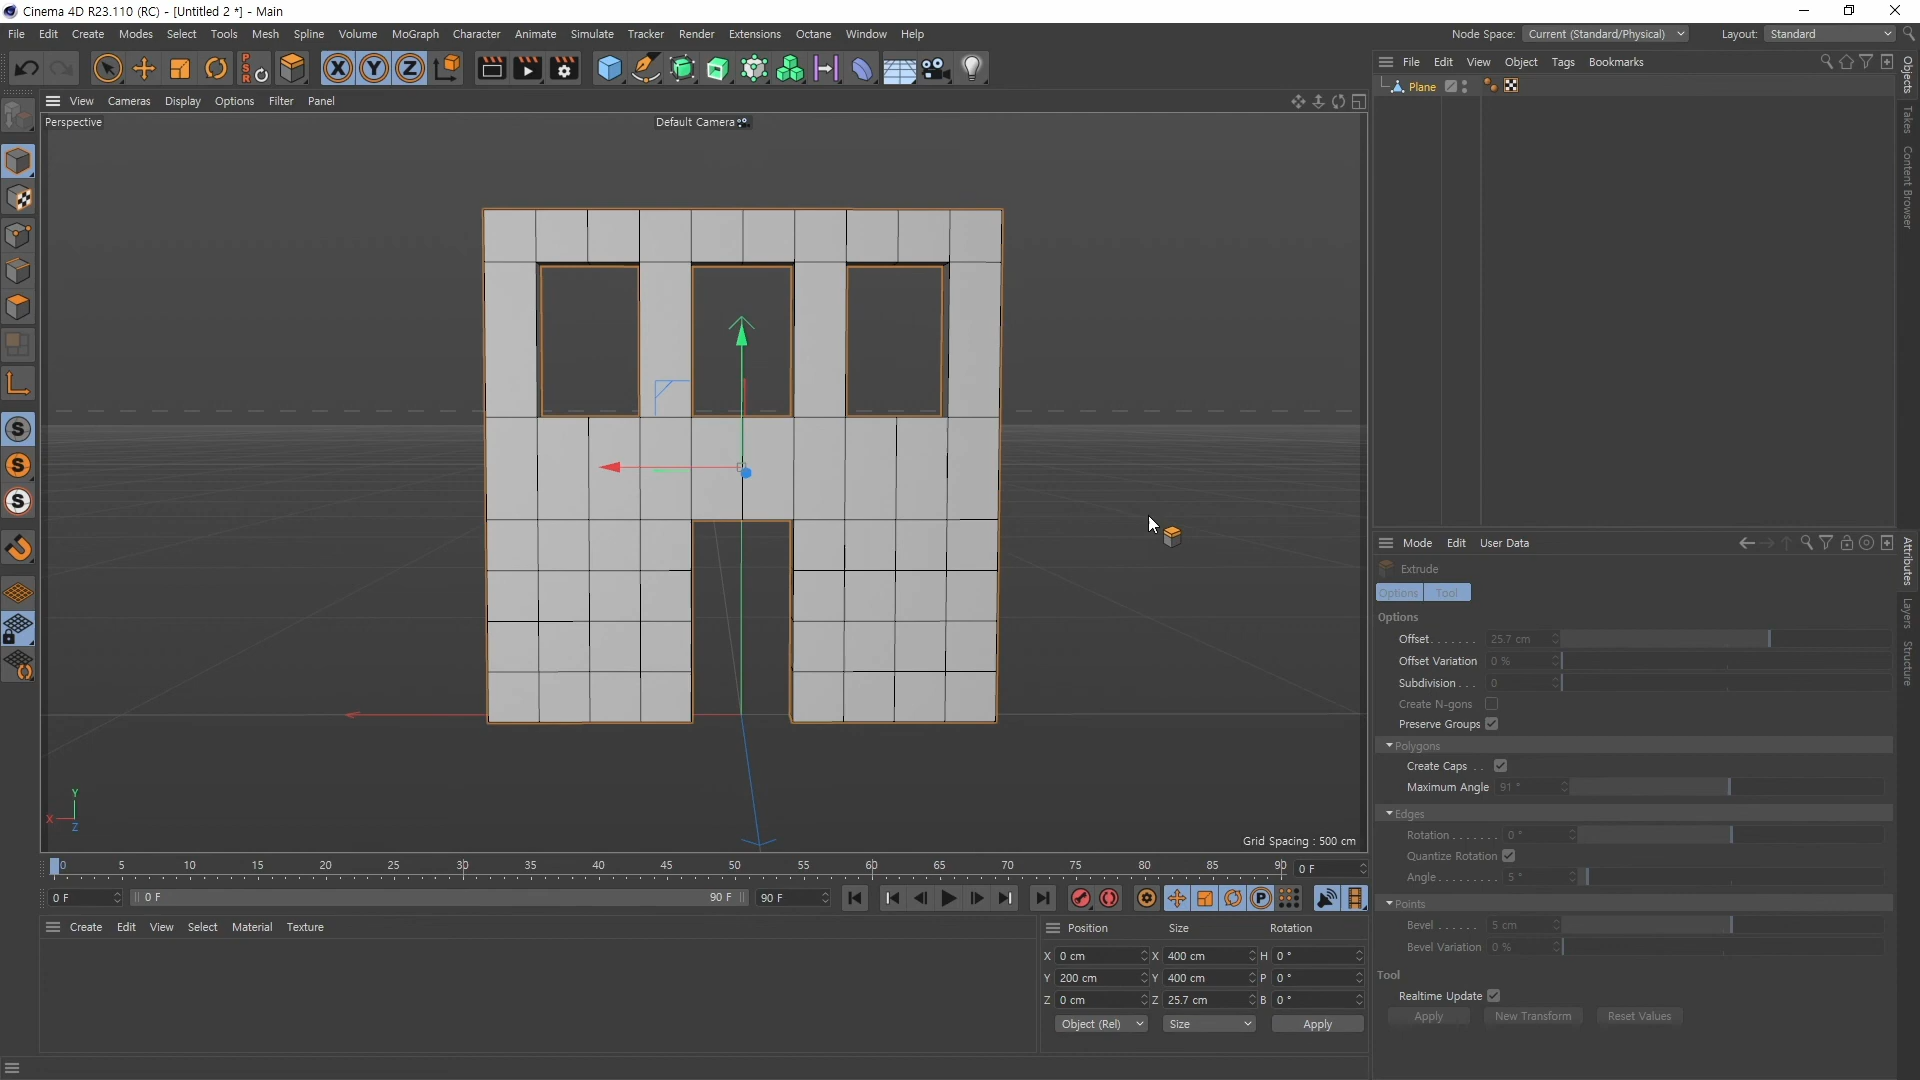 Cinema 4D R23.110 (RC) - [Untitled 2 *] - Main
File Edit Create Modes Select Tools Mesh Spline Volume MoGraph Character Animate Simulate Tracker Render Extensions Octane Window Help Node Space: Current (Standard/Physical) Layout: Standard
P S R X Y Z
File Edit View Object Tags Bookmarks
Plane
Objects
Takes
Content Browser
View Cameras Display Options Filter Panel
Perspective Default Camera
S
S
S
Y
X
Z
Grid Spacing : 500 cm
Mode Edit User Data
Attributes
Layers
Structure
Extrude
Options Tool
Options
Offset....... 25.7 cm
Offset Variation 0 %
Subdivision... 0
Create N-gons
Preserve Groups
Polygons
Create Caps ..
Maximum Angle 91 °
Edges
Rotation....... 0 °
Quantize Rotation
Angle......... 5 °
Points
Bevel ...... 5 cm
Bevel Variation 0 %
Tool
Realtime Update
Apply New Transform Reset Values
0 5 10 15 20 25 30 35 40 45 50 55 60 65 70 75 80 85 90 0 F
0 F 0 F 90 F 90 F P
Create Edit View Select Material Texture
Position Size Rotation
X 0 cm X 400 cm H 0 °
Y 200 cm Y 400 cm P 0 °
Z 0 cm Z 25.7 cm B 0 °
Object (Rel) Size Apply